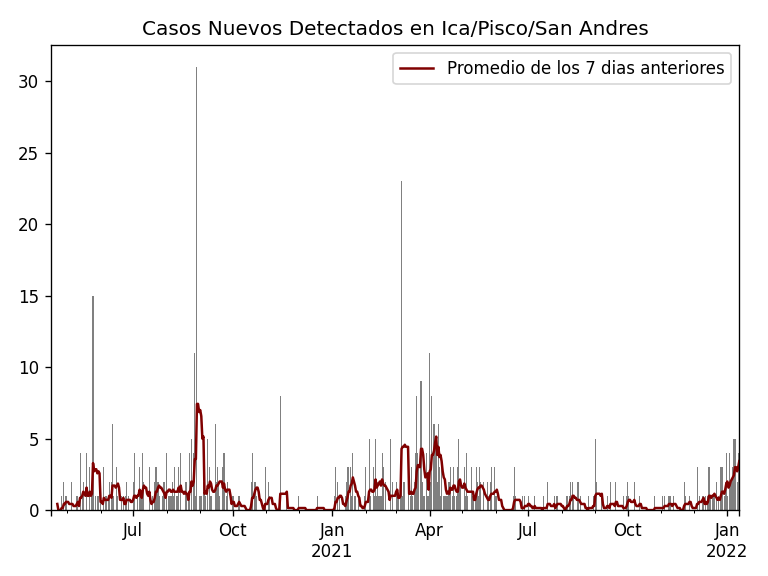 Casos Nuevos Detectados en Ica/Pisco/San Andres
Promedio de los 7 dias anteriores
30
25
20
15
10
5
0
Jul
Oct
Jan
2021
Apr
Jul
Oct
Jan
2022